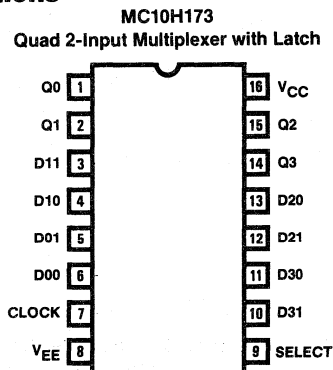 MC10H173
Quad 2-Input Multiplexer with Latch
Q0 1 16 VCC
Q1 2 15 Q2
D11 3 14 Q3
D10 4 13 D20
D01 5 12 D21
D00 6 11 D30
CLOCK 7 10 D31
VEE 8 9 SELECT